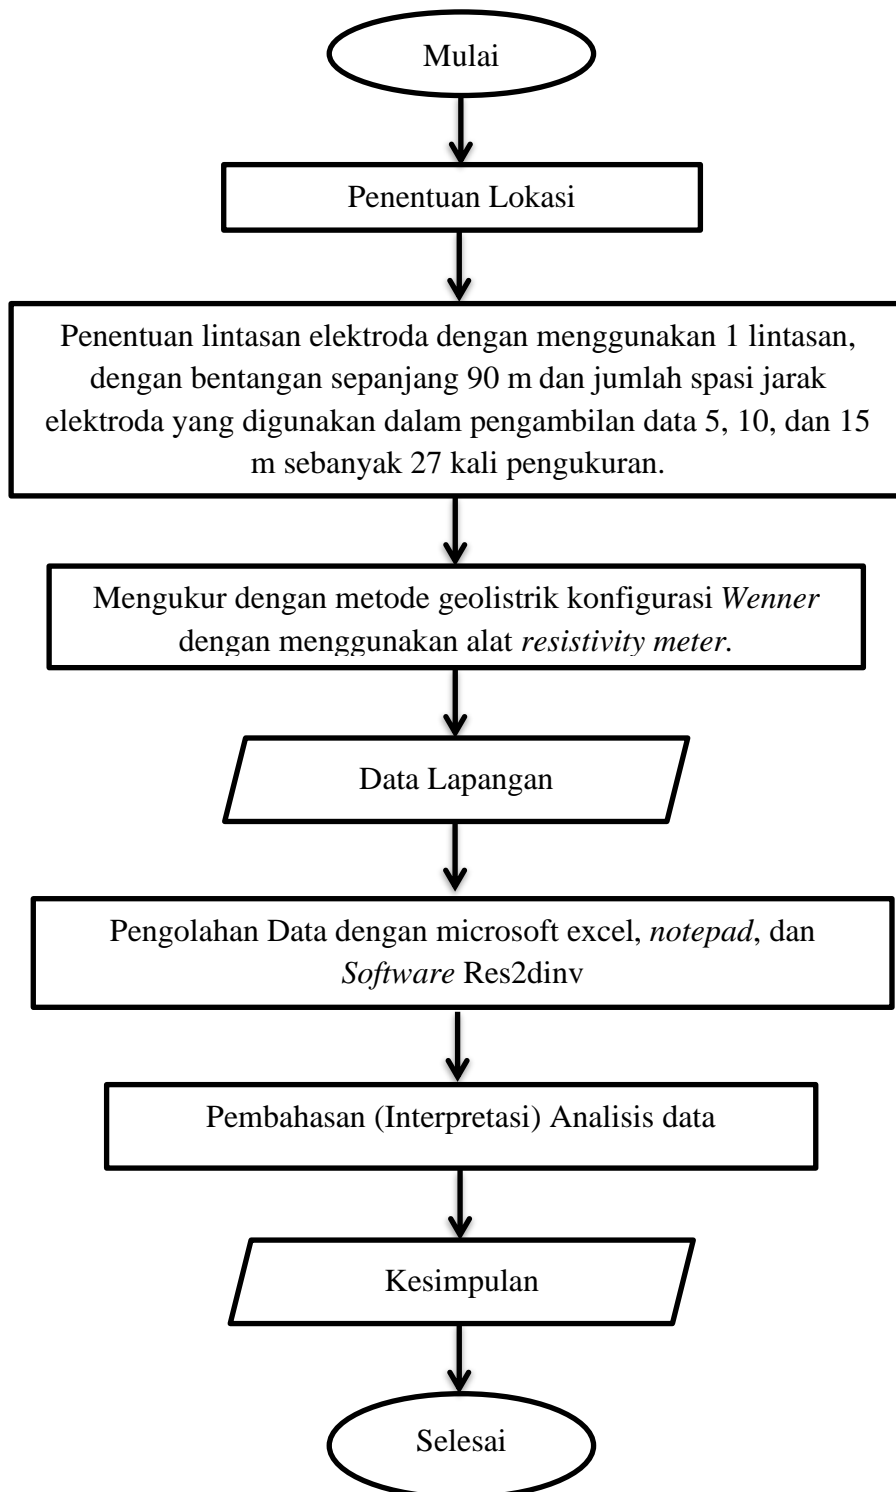 Mulai
Penentuan Lokasi
Penentuan lintasan elektroda dengan menggunakan 1 lintasan,
dengan bentangan sepanjang 90 m dan jumlah spasi jarak
elektroda yang digunakan dalam pengambilan data 5, 10, dan 15
m sebanyak 27 kali pengukuran.
Mengukur dengan metode geolistrik konfigurasi Wenner
dengan menggunakan alat resistivity meter.
Data Lapangan
Pengolahan Data dengan microsoft excel, notepad, dan
Software Res2dinv
Pembahasan (Interpretasi) Analisis data
Kesimpulan
Selesai